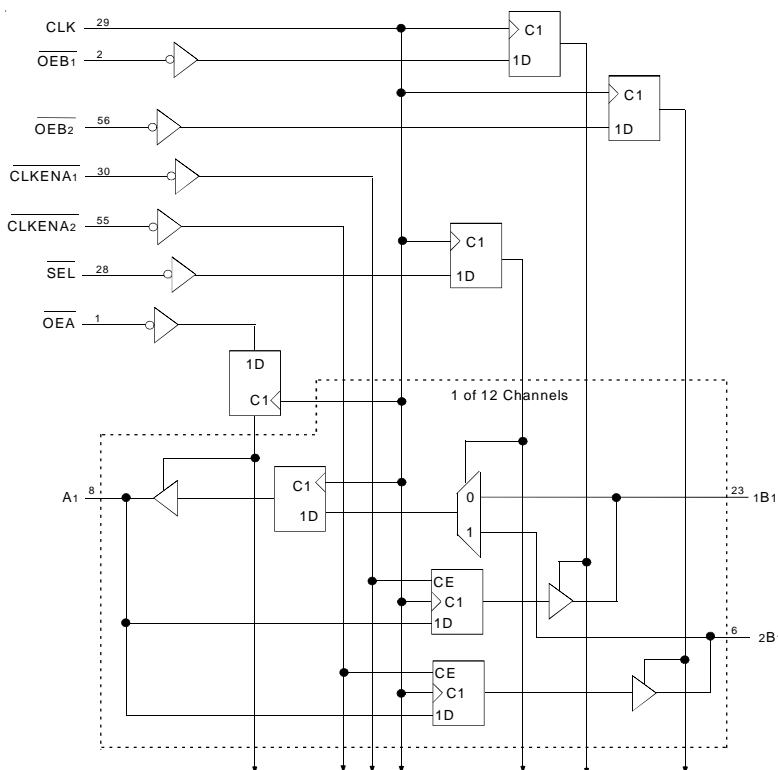 CLK 29
OEB1 2
C1
1D
C1
OEB2 56
1D
CLKENA1 30
CLKENA2 55
C1
SEL 28
1D
OEA 1
1D
C1
1 of 12 Channels
C1
A1 8
0
23 1B1
1D
1
CE
C1
1D
6 2B
CE
C1
1D